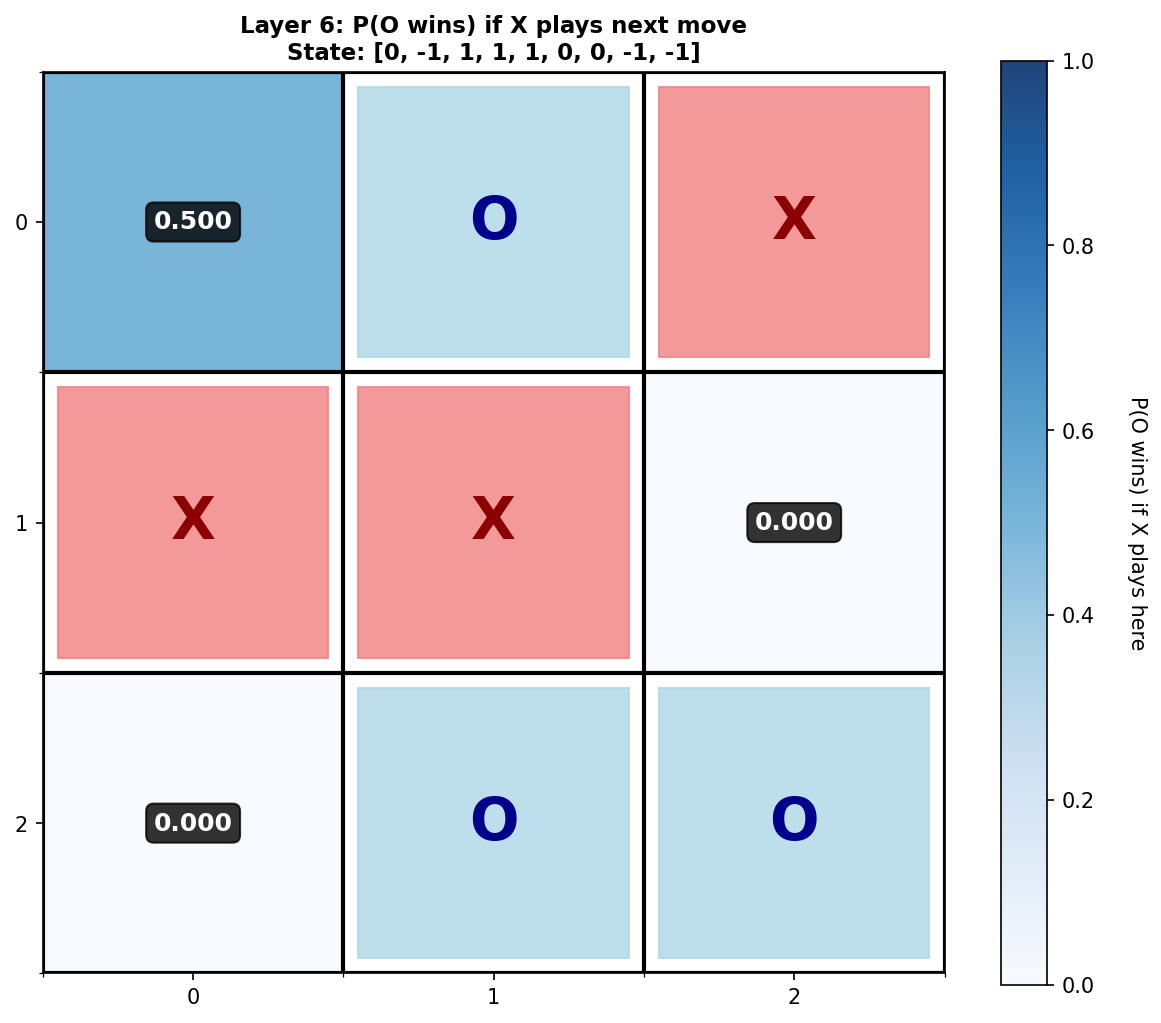 Layer 6: P(O wins) if X plays next move
State: [0, -1, 1, 1, 1, 0, 0, -1, -1]
0
0.500
O
X
1
X
X
0.000
2
0.000
O
O
0
1
2
1.0
0.8
0.6
0.4
0.2
0.0
P(O wins) if X plays here